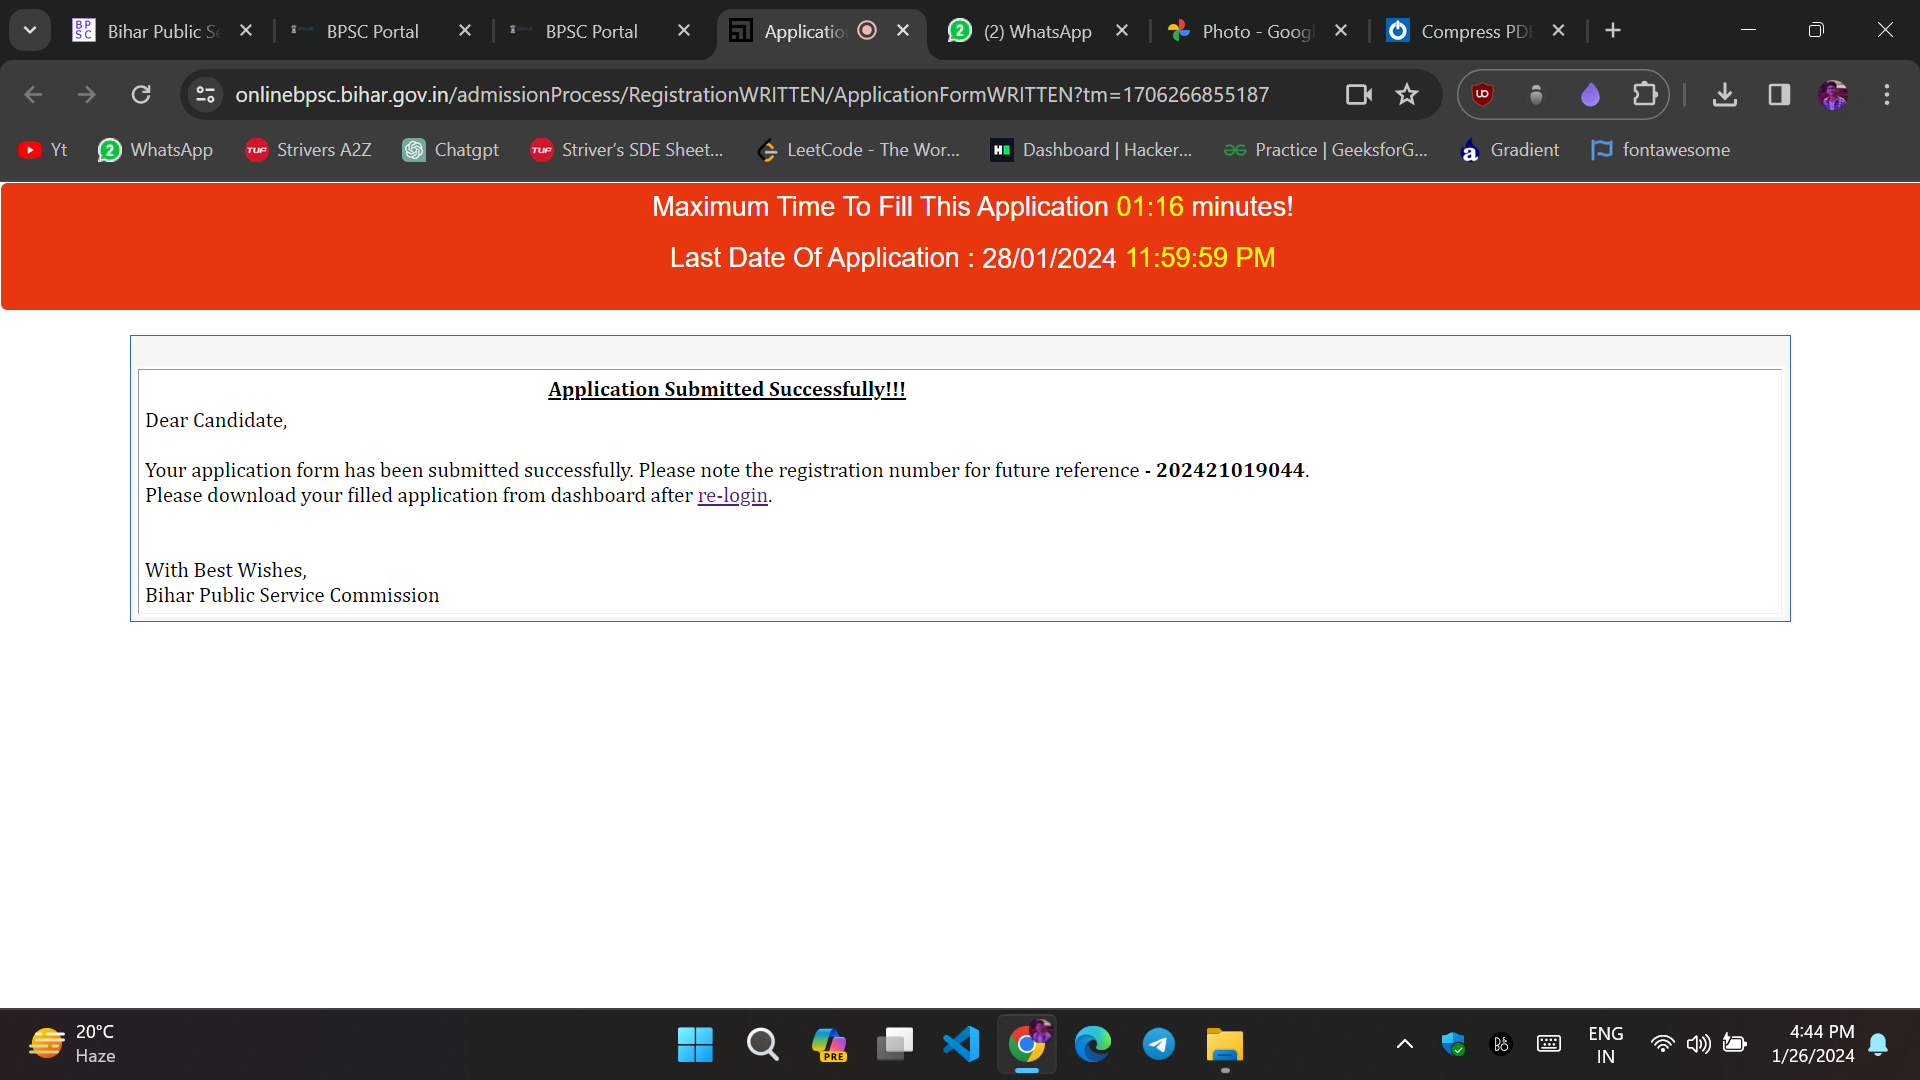 Bihar Public Se
BPSC Portal
BPSC Portal
Applicatio
(2) WhatsApp
Photo - Googl
Compress PDF
onlinebpsc.bihar.gov.in/admissionProcess/RegistrationWRITTEN/ApplicationFormWRITTEN?tm=1706266855187
Yt
WhatsApp
Strivers A2Z
Chatgpt
Striver's SDE Sheet...
LeetCode - The Wor...
Dashboard | Hacker...
Practice | GeeksforG...
Gradient
fontawesome
Maximum Time To Fill This Application 01:16 minutes!
Last Date Of Application : 28/01/2024 11:59:59 PM
Application Submitted Successfully!!!
Dear Candidate,
Your application form has been submitted successfully. Please note the registration number for future reference - 202421019044.
Please download your filled application from dashboard after re-login.
With Best Wishes,
Bihar Public Service Commission
20°C
Haze
PRE
ENG
IN
4:44 PM
1/26/2024